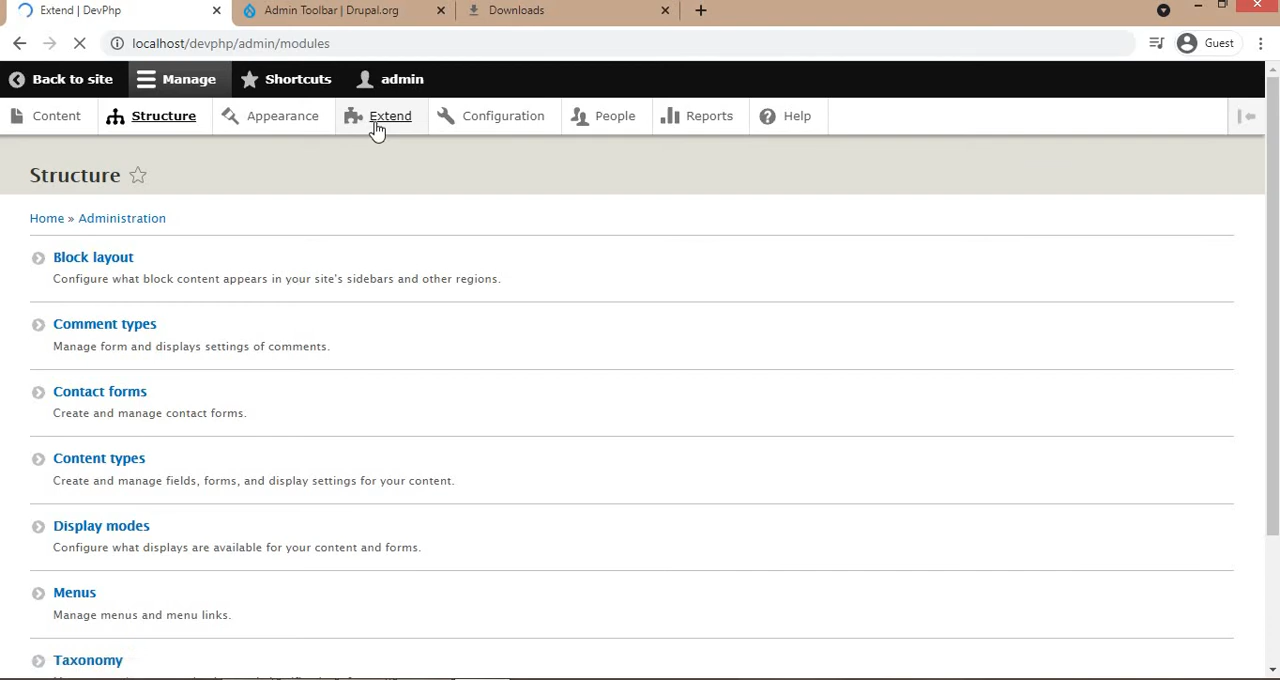 Extend | DevPhp
Admin Toolbar | Drupal.org
Downloads
localhost/devphp/admin/modules
Guest
Back to site
Manage
Shortcuts
admin
Content
Structure
Appearance
Extend
Configuration
People
Reports
Help
Structure
Home » Administration
Block layout
Configure what block content appears in your site's sidebars and other regions.
Comment types
Manage form and displays settings of comments.
Contact forms
Create and manage contact forms.
Content types
Create and manage fields, forms, and display settings for your content.
Display modes
Configure what displays are available for your content and forms.
Menus
Manage menus and menu links.
Taxonomy